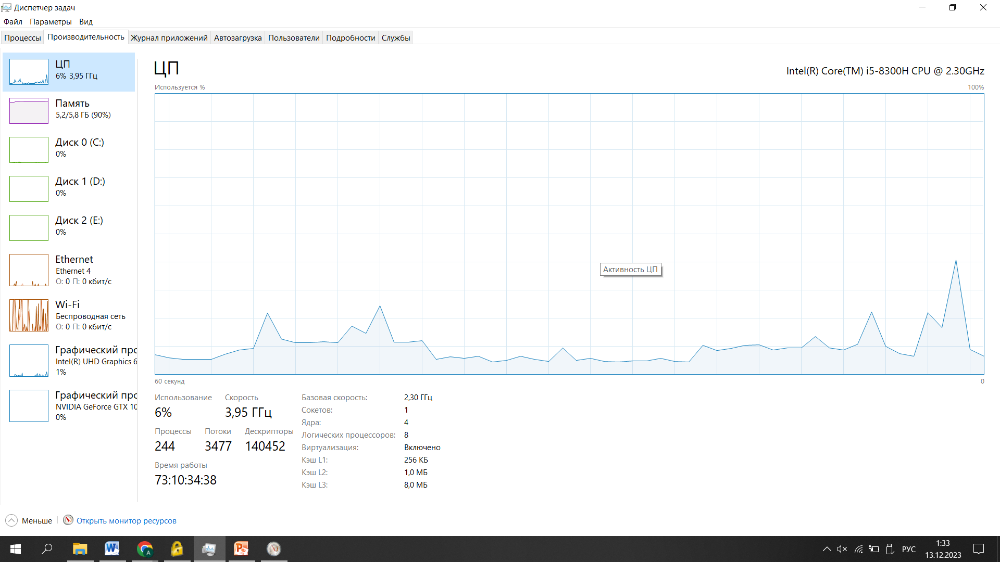 Диспетчер задач
Файл Параметры Вид
Процессы Производительность Журнал приложений Автозагрузка Пользователи Подробности Службы
ЦП
6% 3,95 ГГц
Память
5,2/5,8 ГБ (90%)
Диск 0 (C:)
0%
Диск 1 (D:)
0%
Диск 2 (E:)
0%
Ethernet
Ethernet 4
О: 0 П: 0 кбит/с
Wi-Fi
Беспроводная сеть
О: 0 П: 0 кбит/с
Графический про
Intel(R) UHD Graphics 6
1%
Графический про
NVIDIA GeForce GTX 10
0%
ЦП
Intel(R) Core(TM) i5-8300H CPU @ 2.30GHz
Используется % 100%
Активность ЦП
60 секунд 0
Использование Скорость
6% 3,95 ГГц
Процессы Потоки Дескрипторы
244 3477 140452
Время работы
73:10:34:38
Базовая скорость: 2,30 ГГц
Сокетов: 1
Ядра: 4
Логических процессоров: 8
Виртуализация: Включено
Кэш L1: 256 КБ
Кэш L2: 1,0 МБ
Кэш L3: 8,0 МБ
Меньше Открыть монитор ресурсов
РУС
1:33
13.12.2023